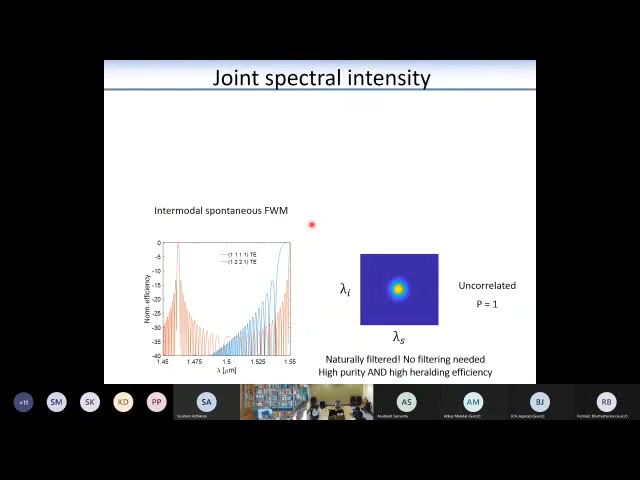 Joint spectral intensity
Intermodal spontaneous FWM
0
-5
-10
-15
-20
-25
-30
-35
-40
Norm. efficiency
(1 1 1 1) TE
(1 2 2 1) TE
1.45
1.475
1.5
1.525
1.55
λ [μm]
λi
λs
Uncorrelated
P = 1
Naturally filtered! No filtering needed
High purity AND high heralding efficiency
+11
SM
SK
KD
PP
SA
AS
AM
BJ
RB